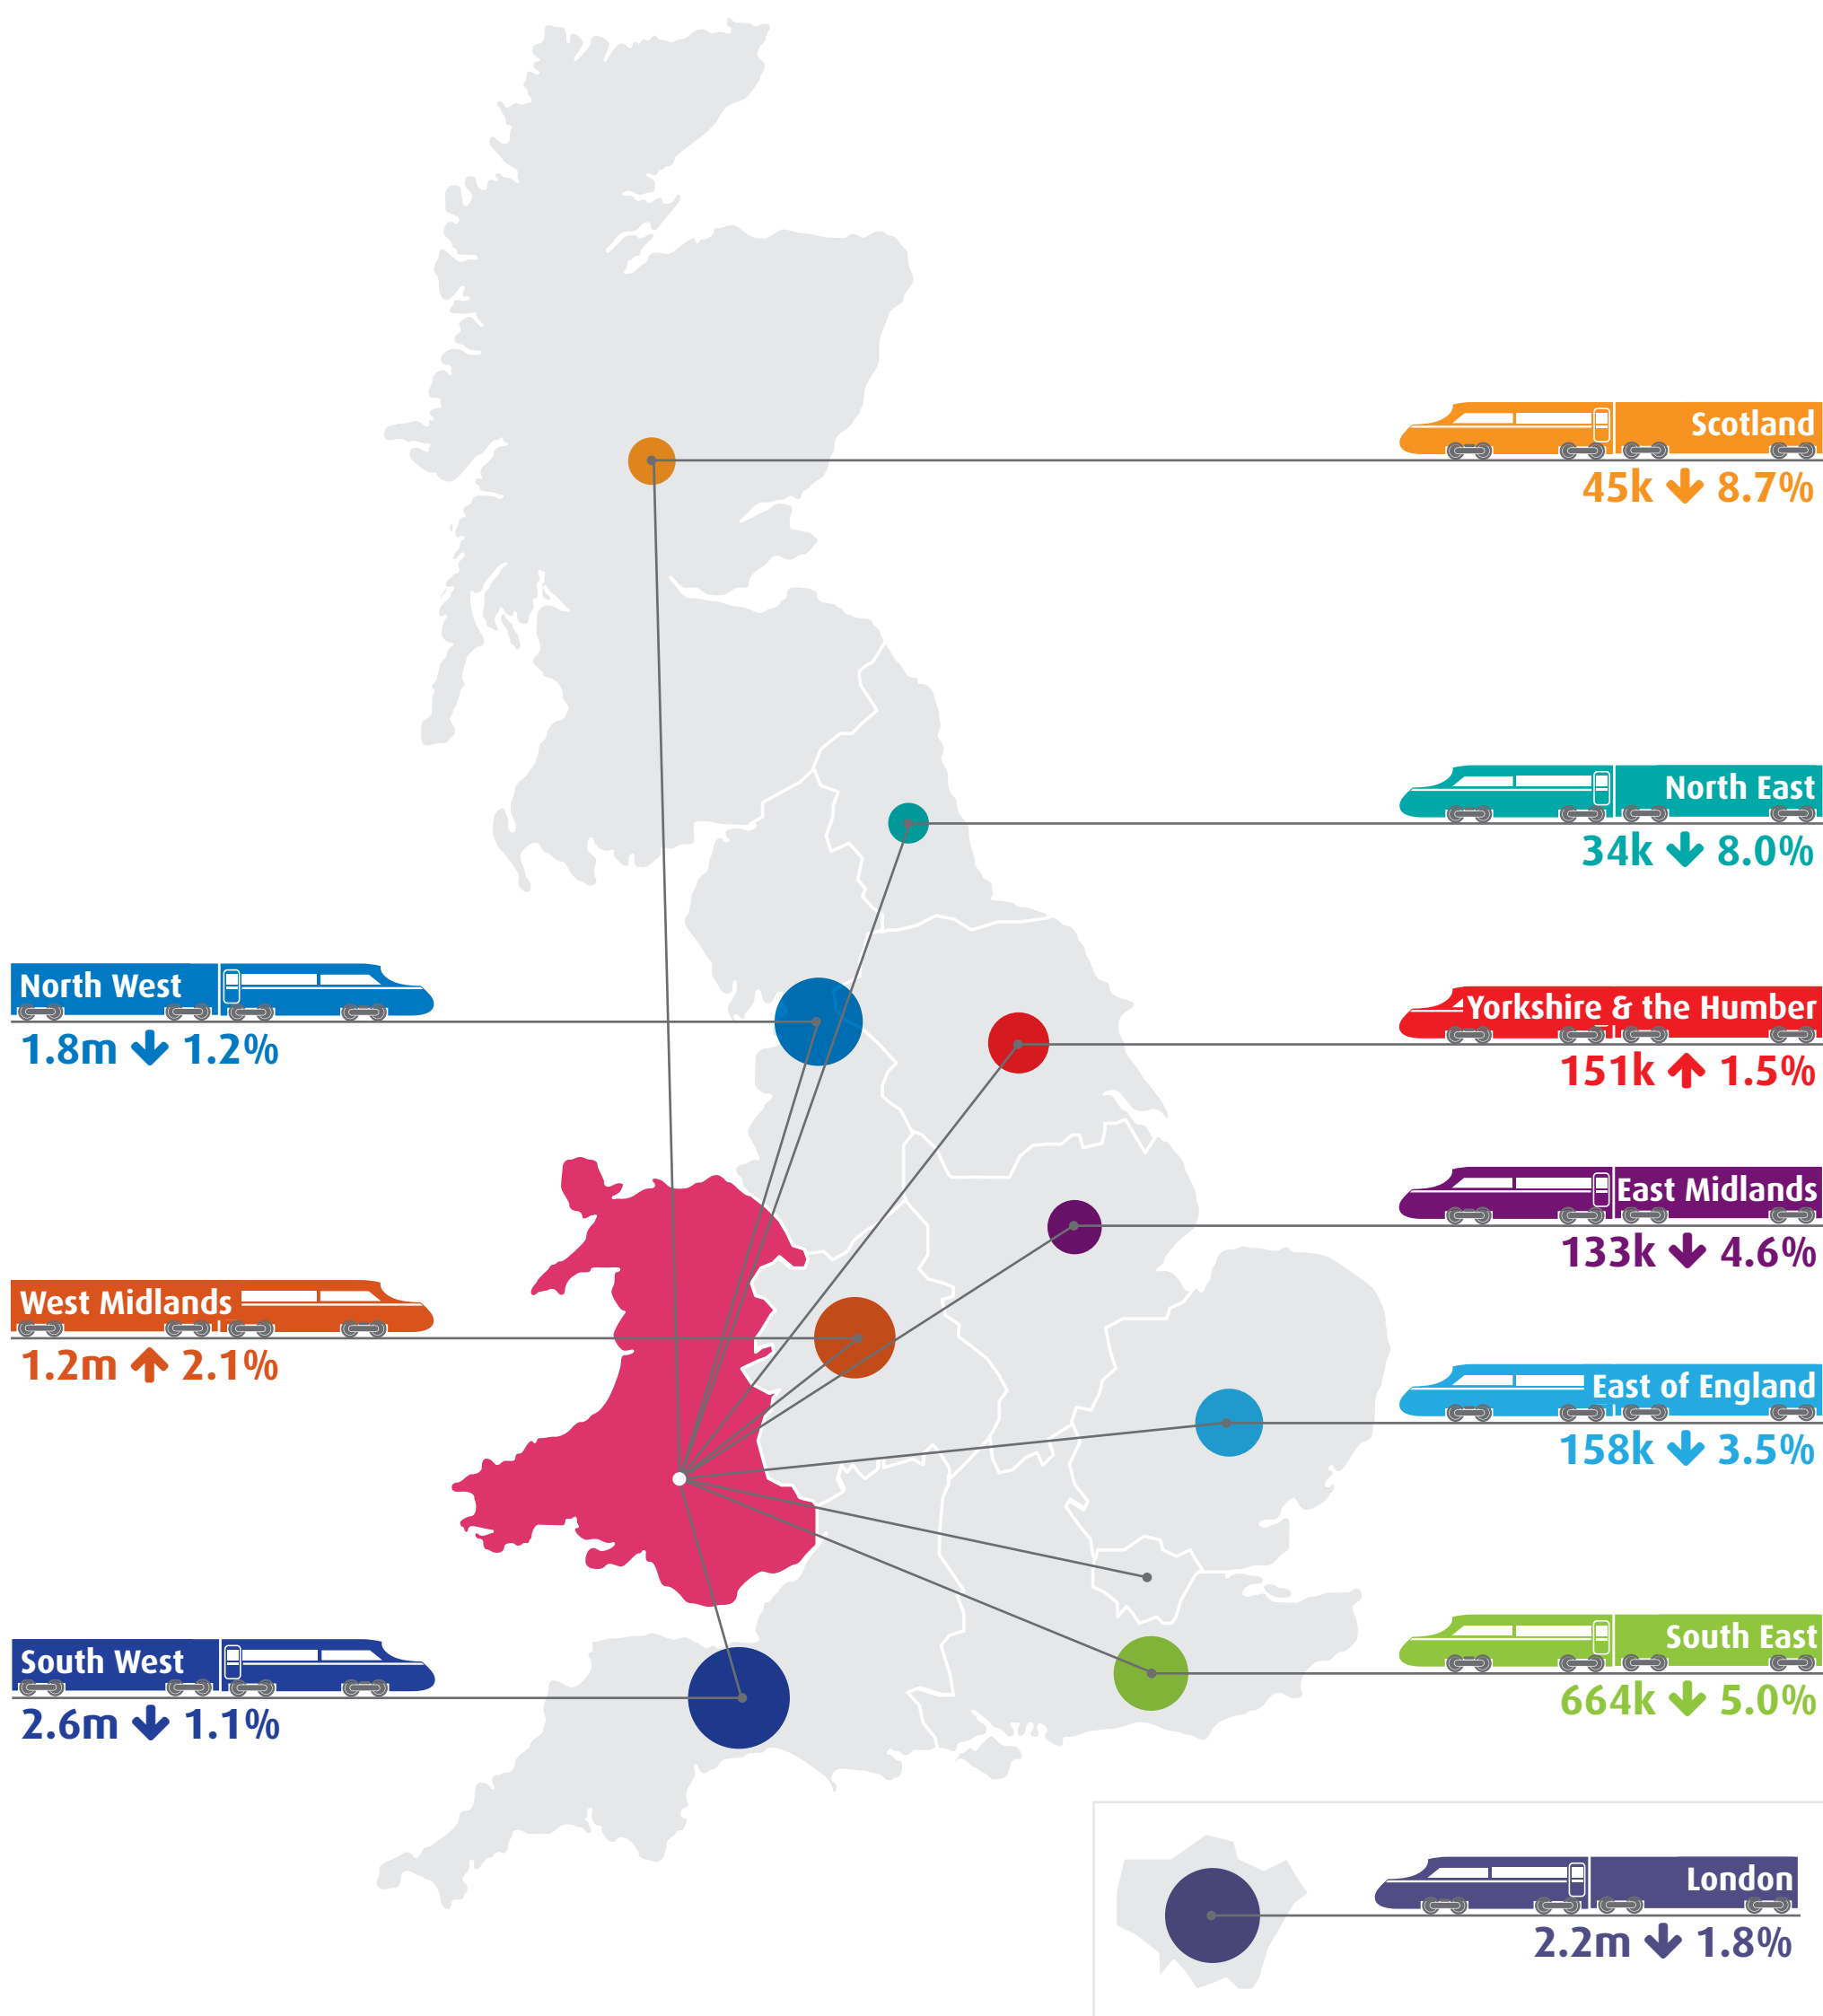 Scotland
45k ↓ 8.7%
North East
34k ↓ 8.0%
North West
1.8m ↓ 1.2%
Yorkshire & the Humber
151k ↑ 1.5%
East Midlands
133k ↓ 4.6%
West Midlands
1.2m ↑ 2.1%
East of England
158k ↓ 3.5%
South East
664k ↓ 5.0%
South West
2.6m ↓ 1.1%
London
2.2m ↓ 1.8%